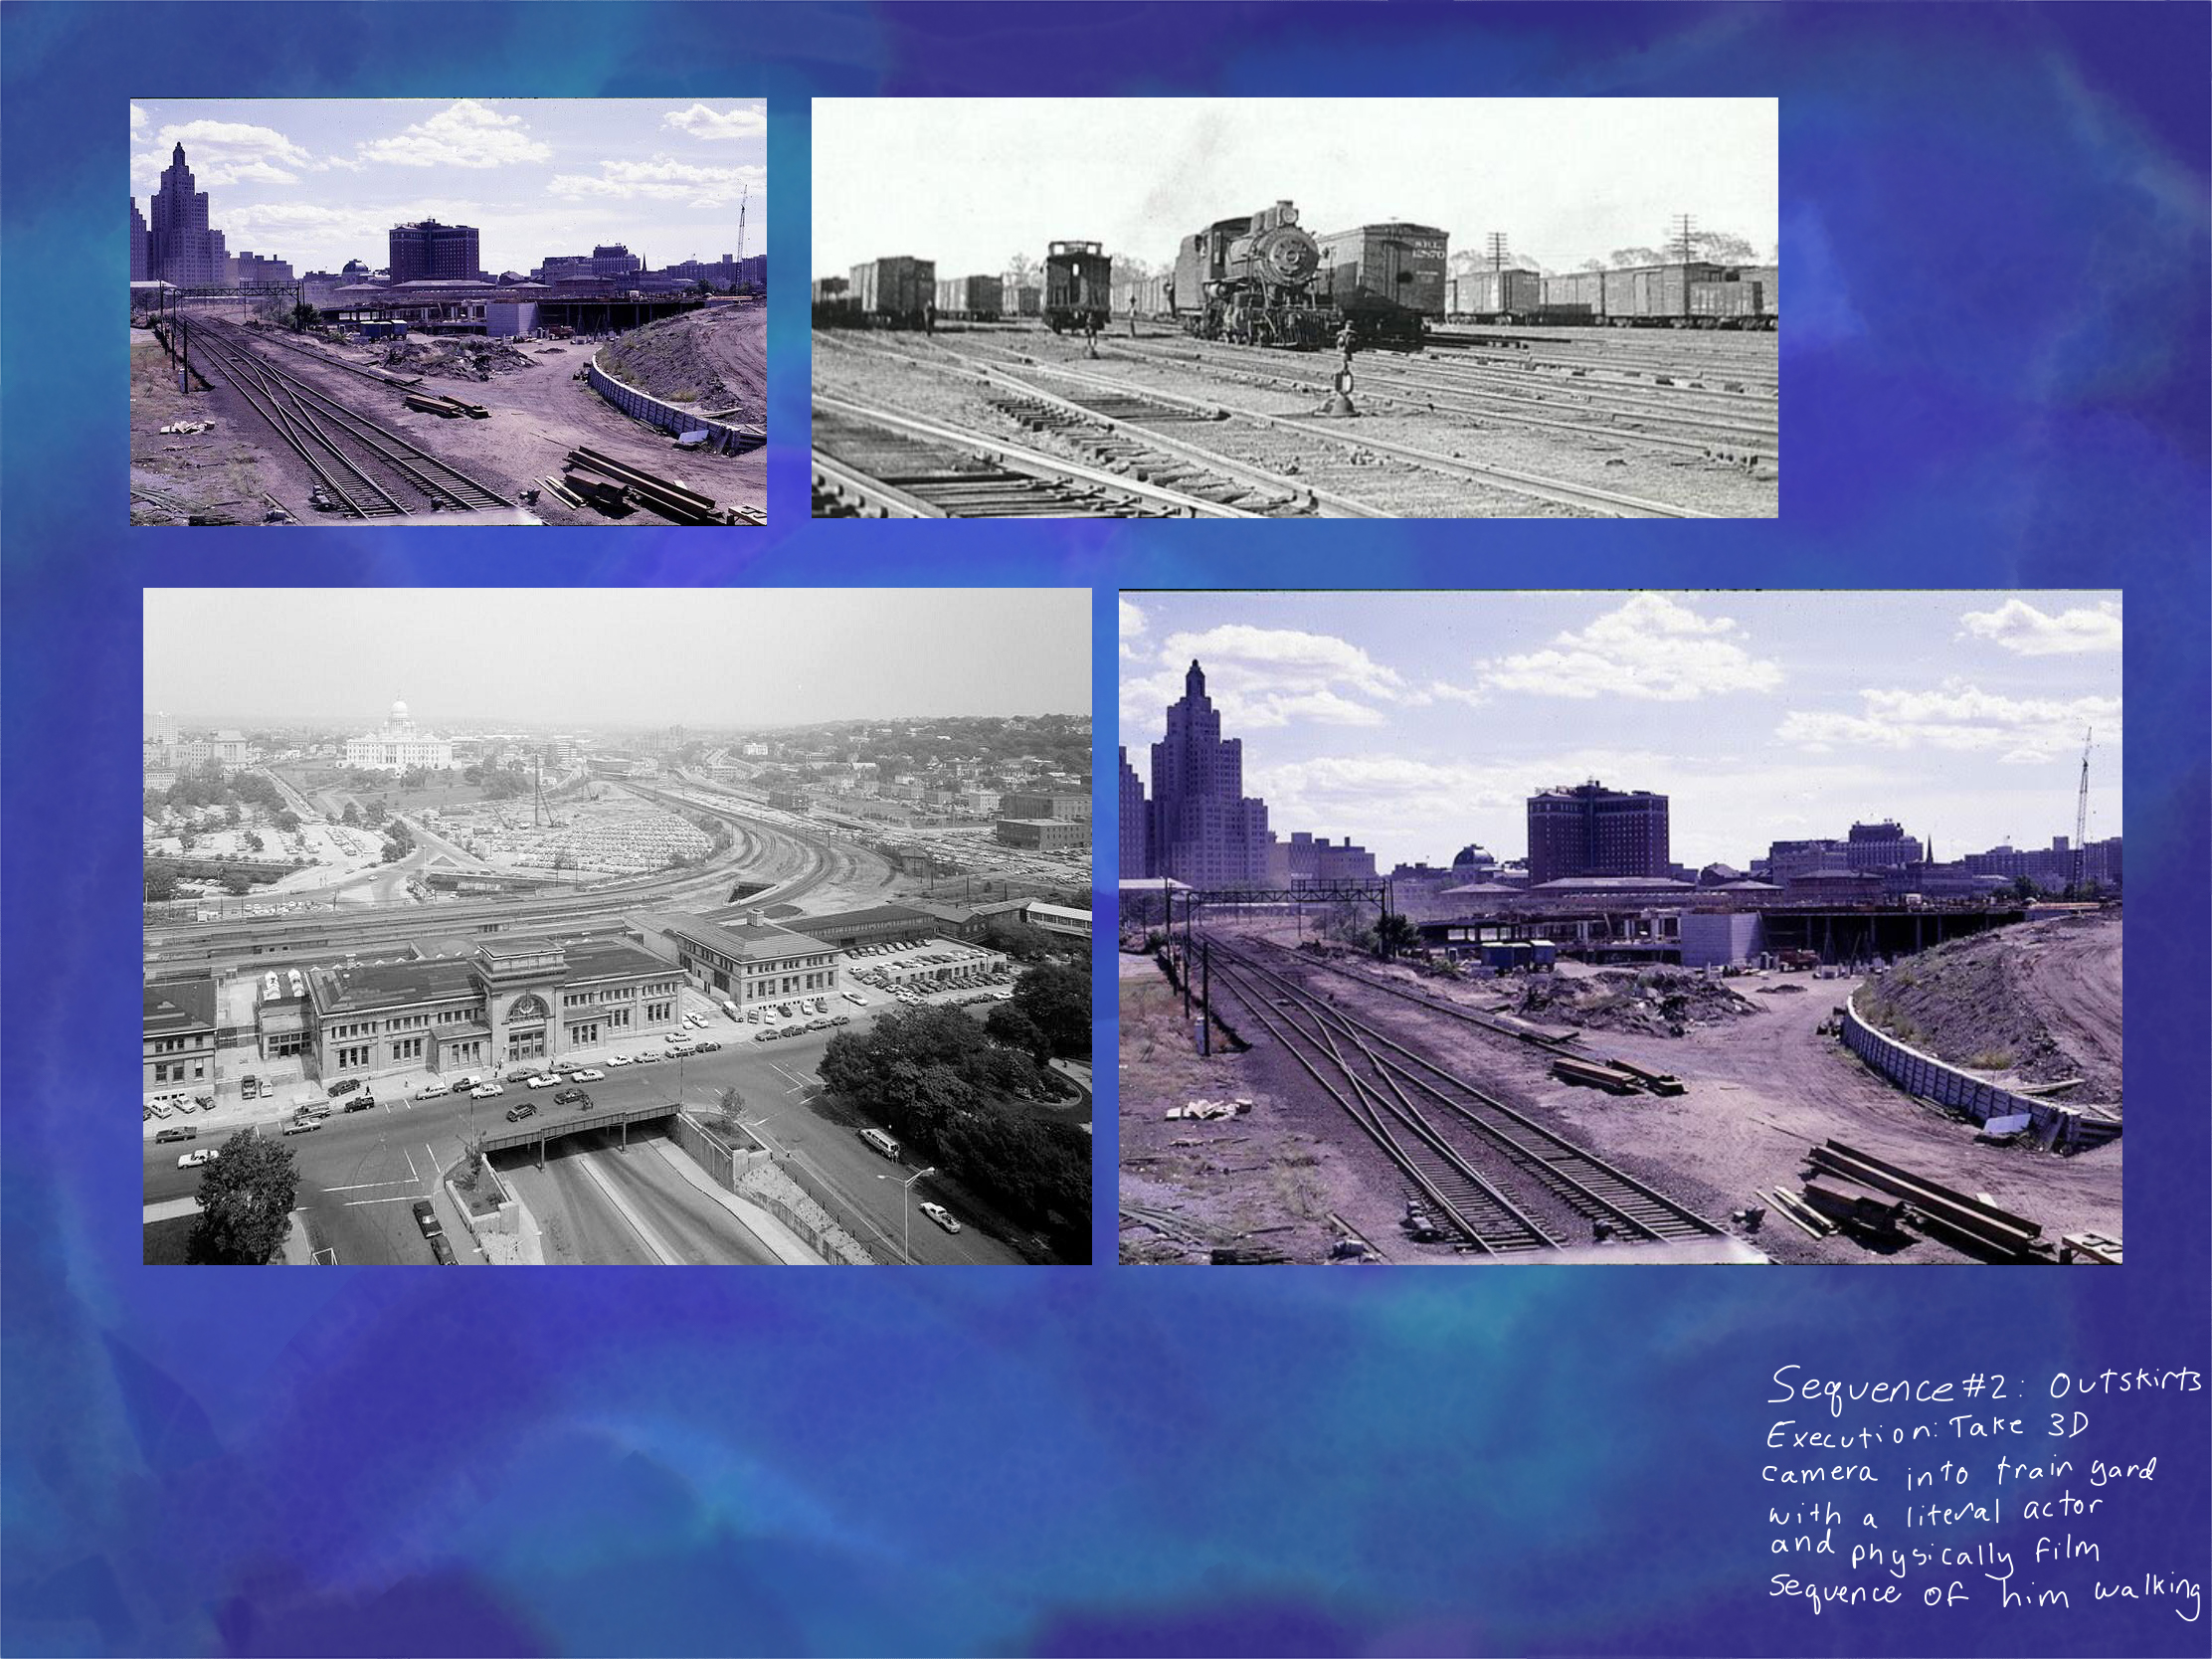 Sequence #2: Outskirts
Execution: Take 3D
camera into train yard
with a literal actor
and physically film
sequence of him walking